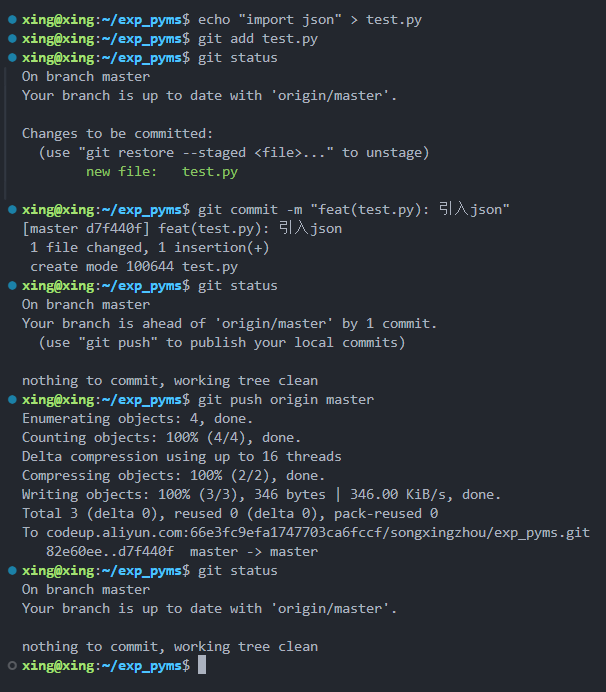 xing@xing:~/exp_pyms$ echo "import json" > test.py
xing@xing:~/exp_pyms$ git add test.py
xing@xing:~/exp_pyms$ git status
On branch master
Your branch is up to date with 'origin/master'.
Changes to be committed:
  (use "git restore --staged <file>..." to unstage)
        new file:   test.py
xing@xing:~/exp_pyms$ git commit -m "feat(test.py): 引入json"
[master d7f440f] feat(test.py): 引入json
 1 file changed, 1 insertion(+)
 create mode 100644 test.py
xing@xing:~/exp_pyms$ git status
On branch master
Your branch is ahead of 'origin/master' by 1 commit.
  (use "git push" to publish your local commits)
nothing to commit, working tree clean
xing@xing:~/exp_pyms$ git push origin master
Enumerating objects: 4, done.
Counting objects: 100% (4/4), done.
Delta compression using up to 16 threads
Compressing objects: 100% (2/2), done.
Writing objects: 100% (3/3), 346 bytes | 346.00 KiB/s, done.
Total 3 (delta 0), reused 0 (delta 0), pack-reused 0
To codeup.aliyun.com:66e3fc9efa1747703ca6fccf/songxingzhou/exp_pyms.git
   82e60ee..d7f440f  master -> master
xing@xing:~/exp_pyms$ git status
On branch master
Your branch is up to date with 'origin/master'.
nothing to commit, working tree clean
xing@xing:~/exp_pyms$